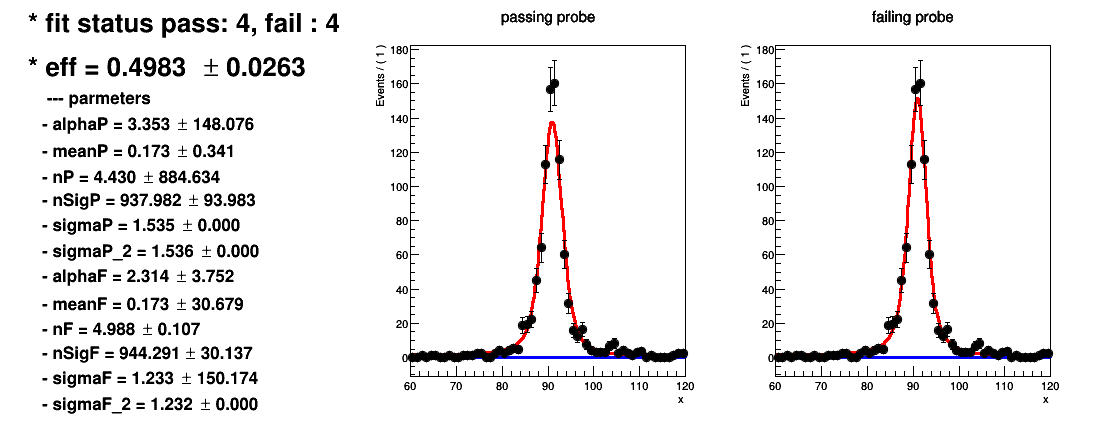 * fit status pass: 4, fail : 4
* eff = 0.4983 ± 0.0263
--- parmeters
- alphaP = 3.353 ± 148.076
- meanP = 0.173 ± 0.341
- nP = 4.430 ± 884.634
- nSigP = 937.982 ± 93.983
- sigmaP = 1.535 ± 0.000
- sigmaP_2 = 1.536 ± 0.000
- alphaF = 2.314 ± 3.752
- meanF = 0.173 ± 30.679
- nF = 4.988 ± 0.107
- nSigF = 944.291 ± 30.137
- sigmaF = 1.233 ± 150.174
- sigmaF_2 = 1.232 ± 0.000
passing probe
Events / ( 1 )
180
160
140
120
100
80
60
40
20
0
60 70 80 90 100 110 120
x
failing probe
Events / ( 1 )
180
160
140
120
100
80
60
40
20
0
60 70 80 90 100 110 120
x